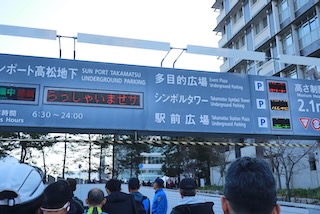 ンポート高松地下 SUN PORT TAKAMATSU UNDERGROUND PARKING
らっしゃいませ
Hours
6:30～24:00
多目的広場 Event Plaza Underground Parking P
シンボルタワー Takamatsu Symbol Tower Underground Parking P
駅前広場 Takamatsu Station Plaza Underground Parking P
高さ制
2.1